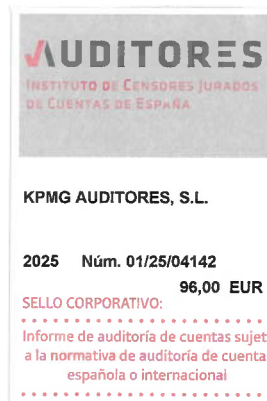 AUDITORES
INSTITUTO DE CENSORES JURADOS
DE CUENTAS DE ESPAÑA
KPMG AUDITORES, S.L.
2025 Núm. 01/25/04142
96,00 EUR
SELLO CORPORATIVO:
Informe de auditoría de cuentas sujet
a la normativa de auditoría de cuenta
española o internacional